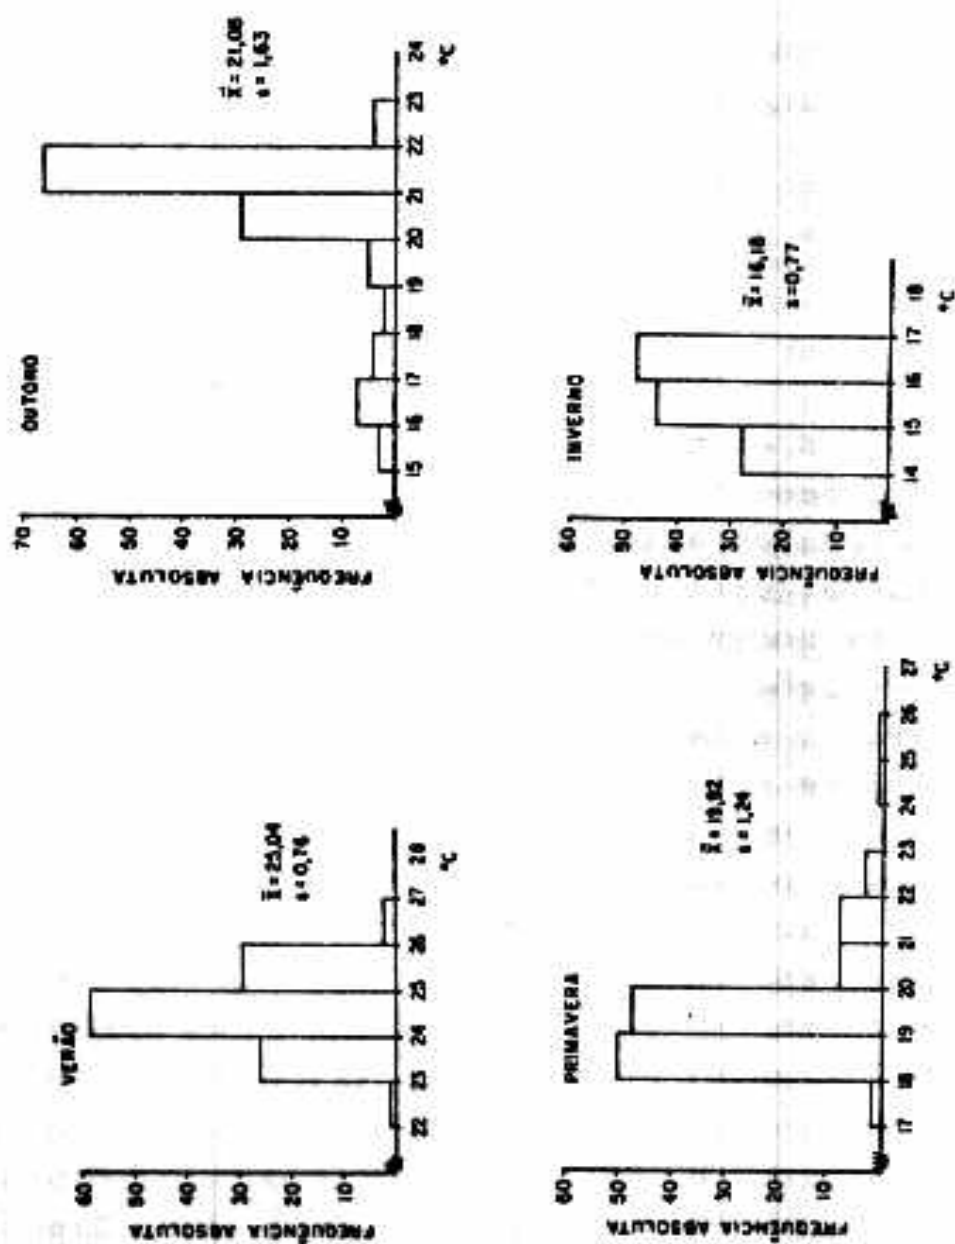 VERÃO
FREQUÊNCIA ABSOLUTA
60
50
40
30
20
10
22 23 24 25 26 27 28
°C
X̄ = 25,04
s = 0,76
OUTONO
FREQUÊNCIA ABSOLUTA
70
60
50
40
30
20
10
15 16 17 18 19 20 21 22 23 24
°C
X̄ = 21,08
s = 1,63
PRIMAVERA
FREQUÊNCIA ABSOLUTA
60
50
40
30
20
10
17 18 19 20 21 22 23 24 25 26 27
°C
X̄ = 19,92
s = 1,24
INVERNO
FREQUÊNCIA ABSOLUTA
60
50
40
30
20
10
14 15 16 17 18
°C
X̄ = 16,18
s = 0,77